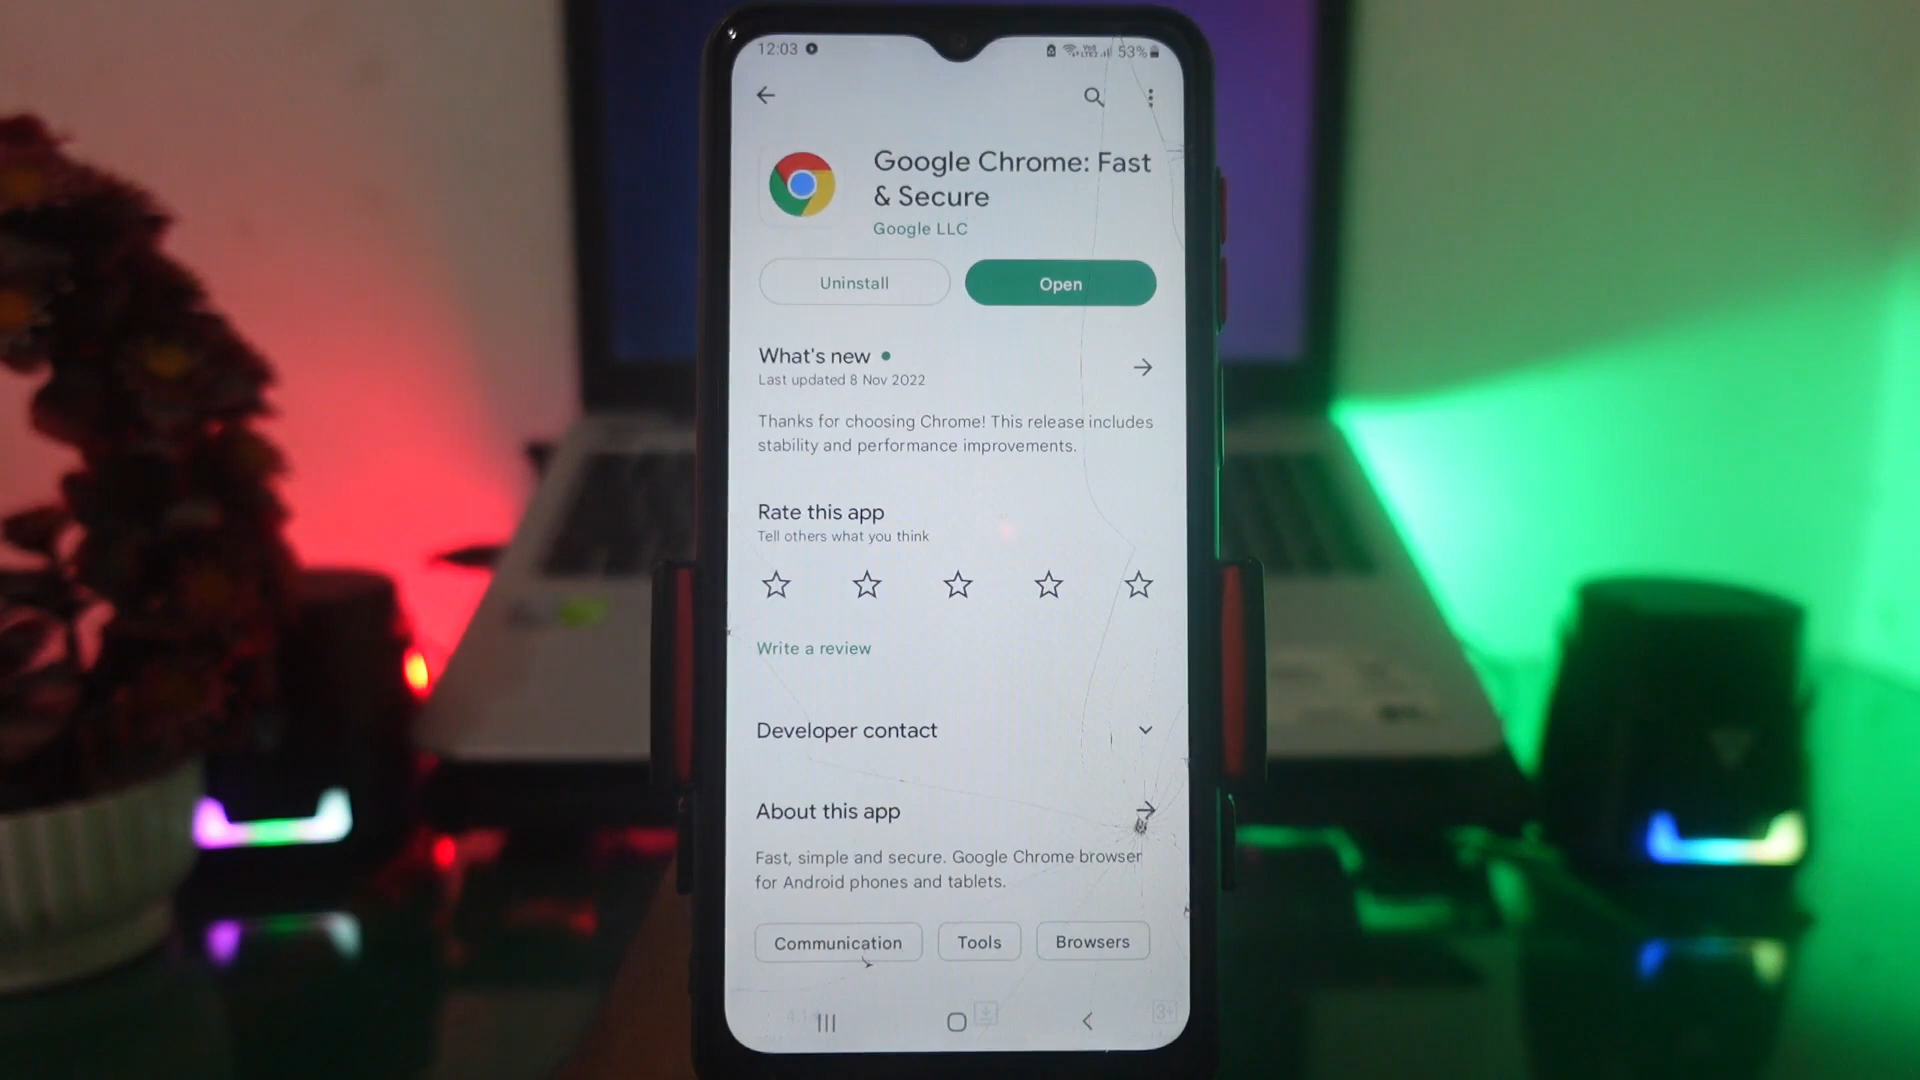 12:03
53%
Google Chrome: Fast
& Secure
Google LLC
Uninstall
Open
What's new
Last updated 8 Nov 2022
Thanks for choosing Chrome! This release includes
stability and performance improvements.
Rate this app
Tell others what you think
Write a review
Developer contact
About this app
Fast, simple and secure. Google Chrome browser
for Android phones and tablets.
Communication
Tools
Browsers
3+